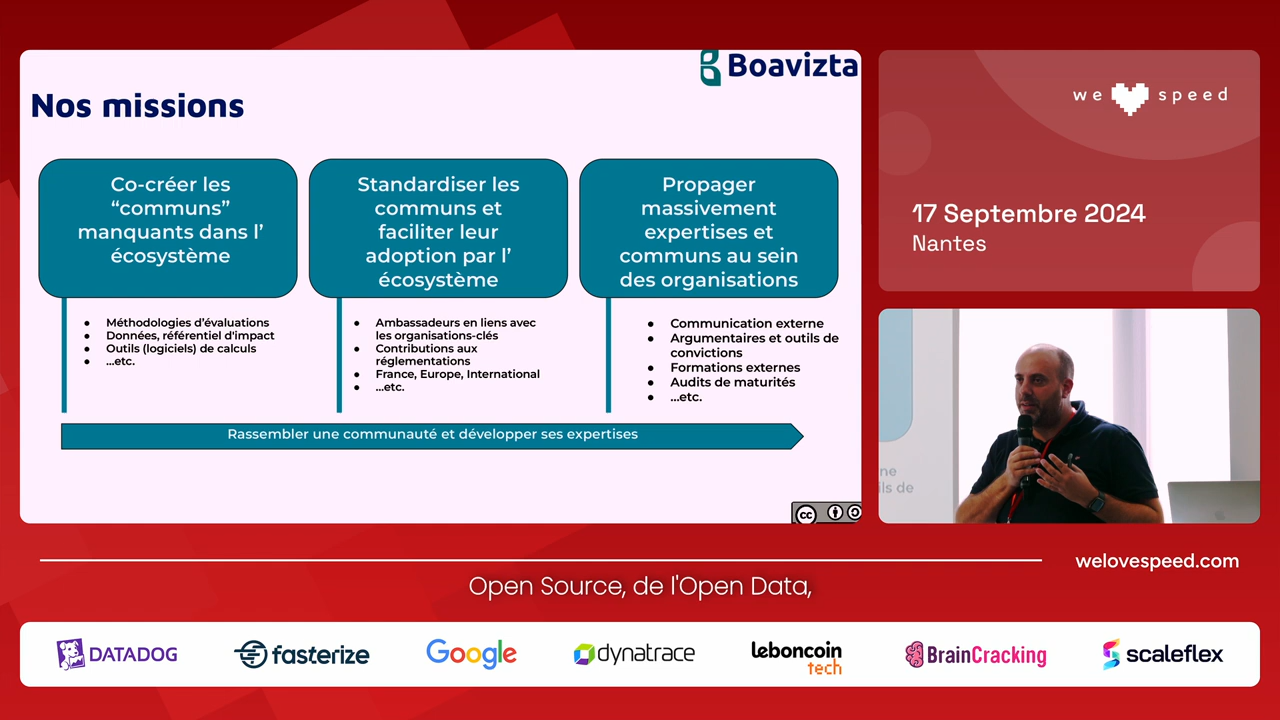 Boavizta
Nos missions
Co-créer les
“communs”
manquants dans l’
écosystème
Standardiser les
communs et
faciliter leur
adoption par l’
écosystème
Propager
massivement
expertises et
communs au sein
des organisations
● Méthodologies d'évaluations
● Données, référentiel d'impact
● Outils (logiciels) de calculs
● ...etc.
● Ambassadeurs en liens avec
les organisations-clés
● Contributions aux
réglementations
● France, Europe, International
● ...etc.
● Communication externe
● Argumentaires et outils de
convictions
● Formations externes
● Audits de maturités
● ...etc.
Rassembler une communauté et développer ses expertises
cc
we speed
17 Septembre 2024
Nantes
ne
ils de
welovespeed.com
Open Source, de l'Open Data,
DATADOG
fasterize
Google
dynatrace
leboncoin
tech
BrainCracking
scaleflex